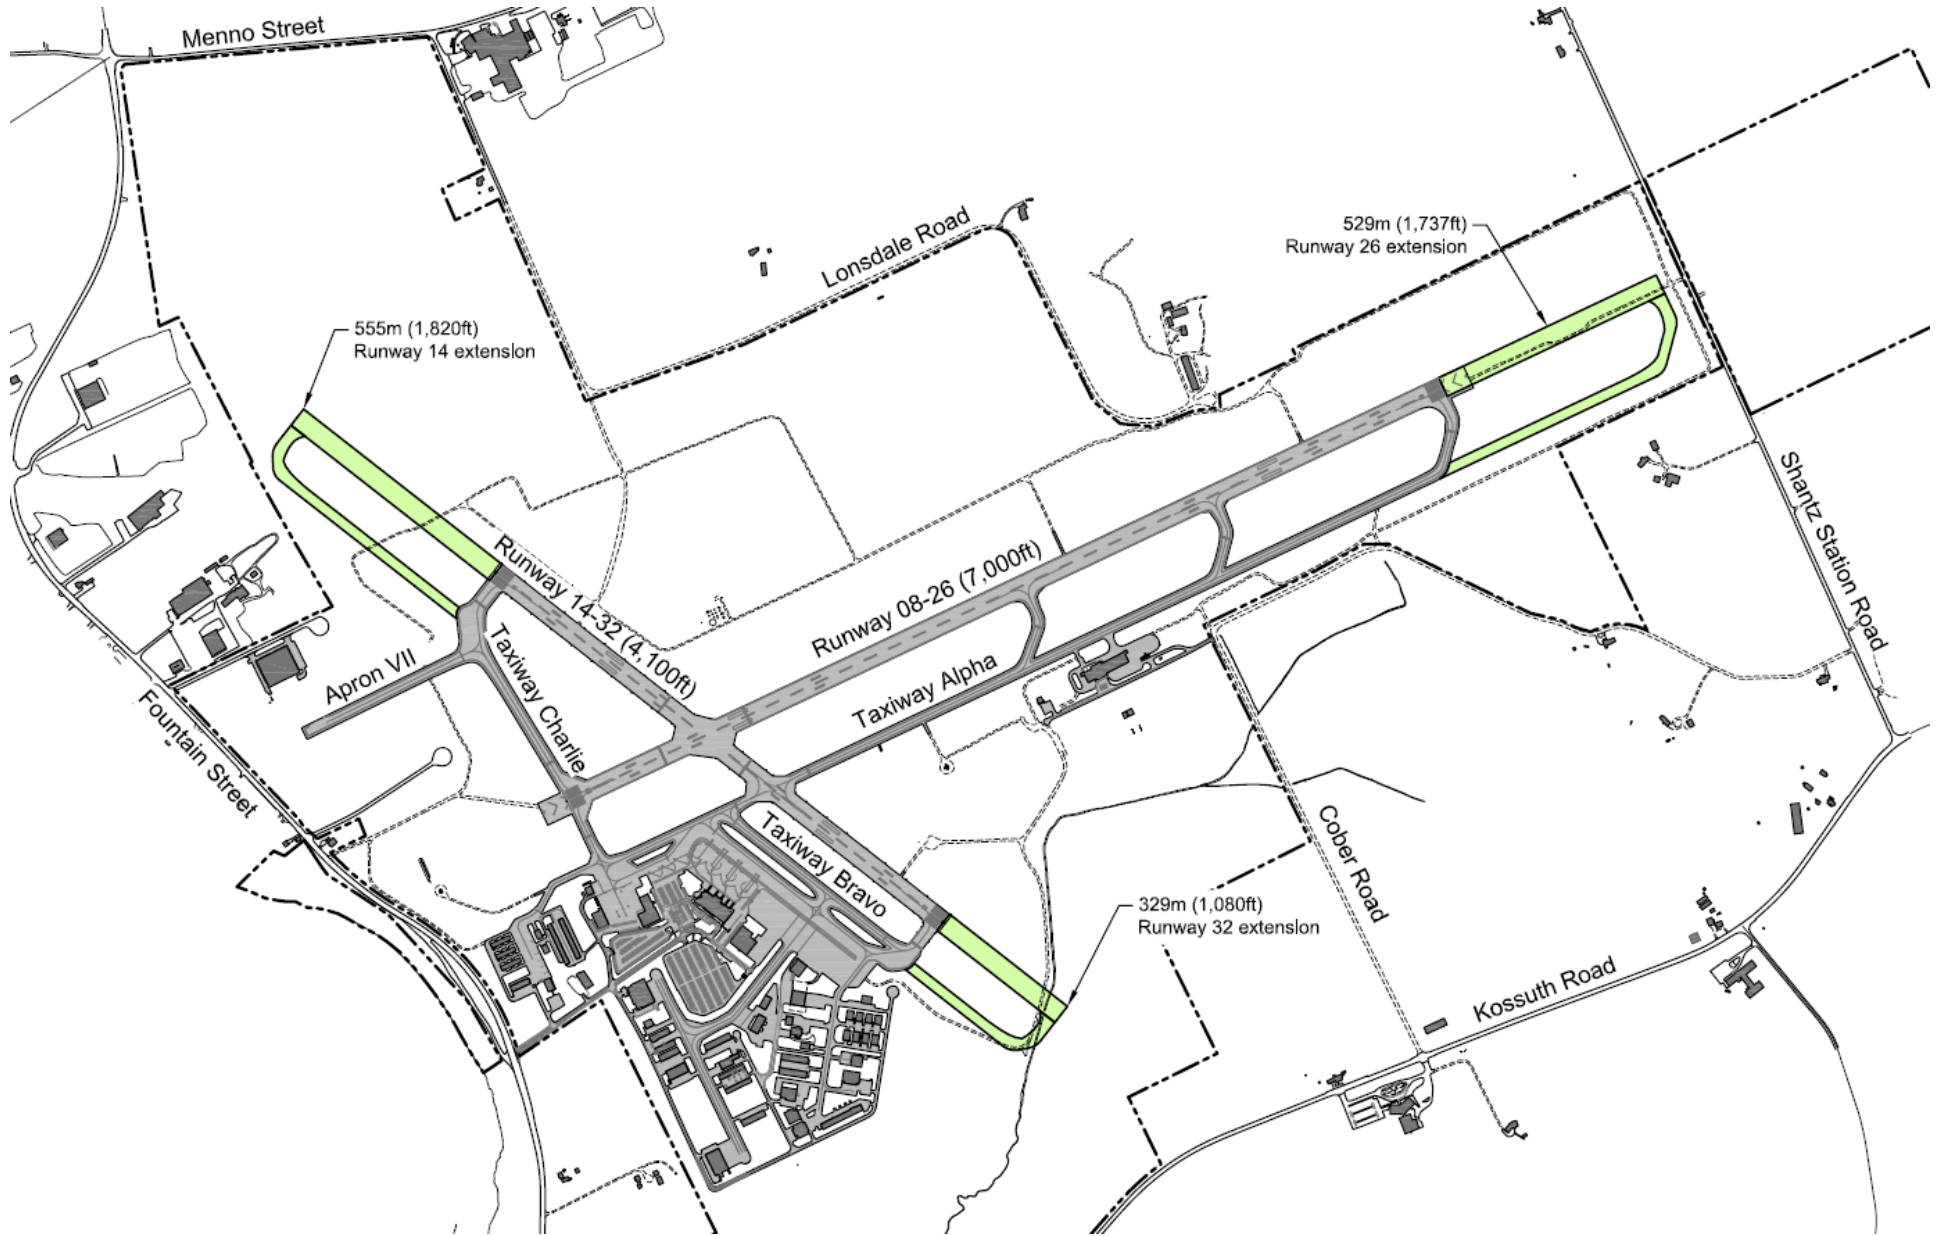 Menno Street
Lonsdale Road
529m (1,737ft)
Runway 26 extension
555m (1,820ft)
Runway 14 extension
Shantz Station Road
Runway 14-32 (4,100ft)
Runway 08-26 (7,000ft)
Taxiway Alpha
Apron VII
Taxiway Charlie
Fountain Street
Taxiway Bravo
Cober Road
329m (1,080ft)
Runway 32 extension
Kossuth Road